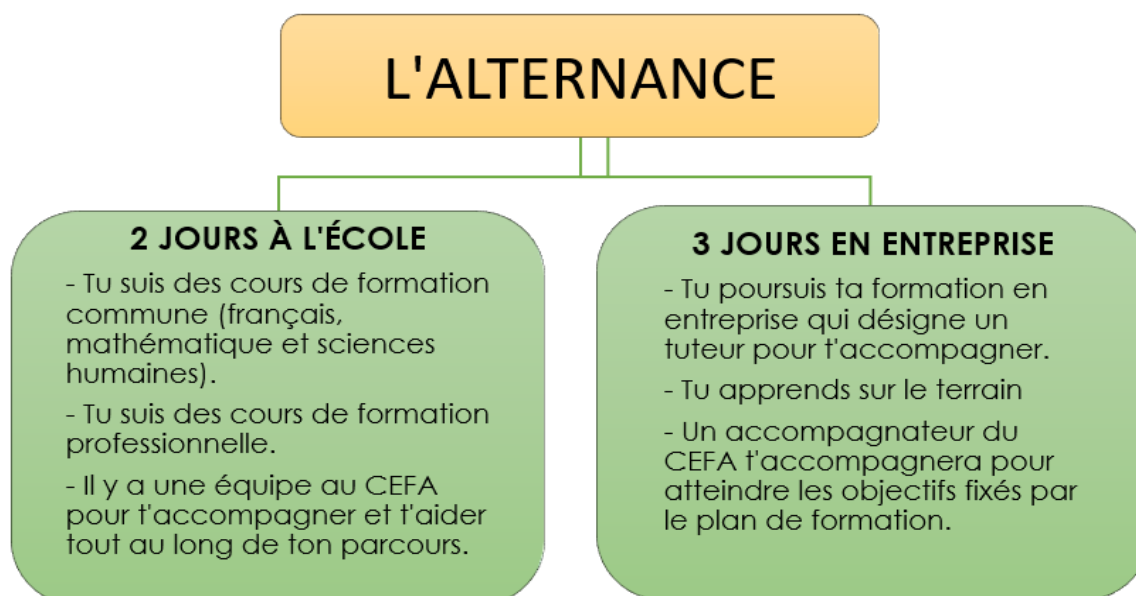 L'ALTERNANCE
2 JOURS À L'ÉCOLE
- Tu suis des cours de formation
commune (français,
mathématique et sciences
humaines).
- Tu suis des cours de formation
professionnelle.
- Il y a une équipe au CEFA
pour t'accompagner et t'aider
tout au long de ton parcours.
3 JOURS EN ENTREPRISE
- Tu poursuis ta formation en
entreprise qui désigne un
tuteur pour t'accompagner.
- Tu apprends sur le terrain
- Un accompagnateur du
CEFA t'accompagnera pour
atteindre les objectifs fixés par
le plan de formation.